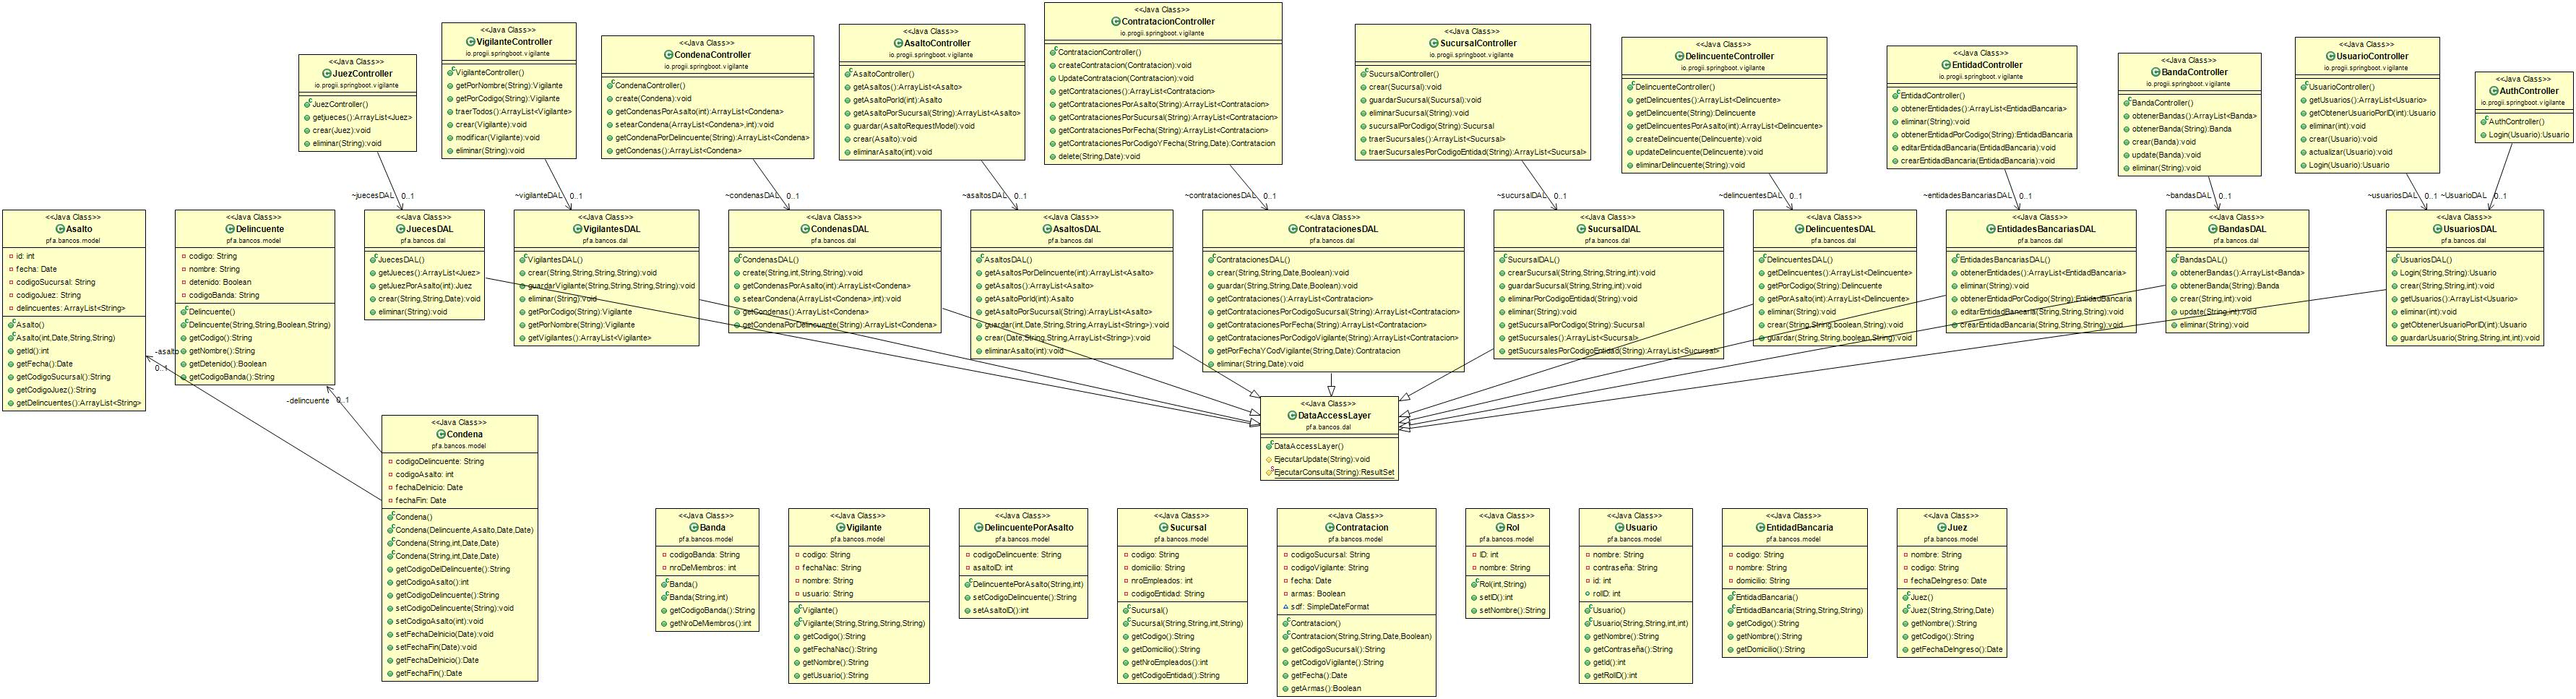 <<Java Class>>
JuezController
io.progii.springboot.vigilante
JuezController()
getjueces():ArrayList<Juez>
crear(Juez):void
eliminar(String):void
<<Java Class>>
VigilanteController
io.progii.springboot.vigilante
VigilanteController()
getPorNombre(String):Vigilante
getPorCodigo(String):Vigilante
traerTodos():ArrayList<Vigilante>
crear(Vigilante):void
modificar(Vigilante):void
eliminar(String):void
<<Java Class>>
CondenaController
io.progii.springboot.vigilante
CondenaController()
create(Condena):void
getCondenasPorAsalto(int):ArrayList<Condena>
setearCondena(ArrayList<Condena>,int):void
getCondenaPorDelincuente(String):ArrayList<Condena>
getCondenas():ArrayList<Condena>
<<Java Class>>
AsaltoController
io.progii.springboot.vigilante
AsaltoController()
getAsaltos():ArrayList<Asalto>
getAsaltoPorId(int):Asalto
getAsaltoPorSucursal(String):ArrayList<Asalto>
guardar(AsaltoRequestModel):void
crear(Asalto):void
eliminarAsalto(int):void
<<Java Class>>
ContratacionController
io.progii.springboot.vigilante
ContratacionController()
createContratacion(Contratacion):void
UpdateContratacion(Contratacion):void
getContrataciones():ArrayList<Contratacion>
getContratacionesPorAsalto(String):ArrayList<Contratacion>
getContratacionesPorSucursal(String):ArrayList<Contratacion>
getContratacionesPorFecha(String):ArrayList<Contratacion>
getContratacionesPorCodigoYFecha(String,Date):Contratacion
delete(String,Date):void
<<Java Class>>
SucursalController
io.progii.springboot.vigilante
SucursalController()
crear(Sucursal):void
guardarSucursal(Sucursal):void
eliminarSucursal(String):void
sucursalPorCodigo(String):Sucursal
traerSucursales():ArrayList<Sucursal>
traerSucursalesPorCodigoEntidad(String):ArrayList<Sucursal>
<<Java Class>>
DelincuenteController
io.progii.springboot.vigilante
DelincuenteController()
getDelincuentes():ArrayList<Delincuente>
getDelincuente(String):Delincuente
getDelincuentesPorAsalto(int):ArrayList<Delincuente>
createDelincuente(Delincuente):void
updateDelincuente(Delincuente):void
eliminarDelincuente(String):void
<<Java Class>>
EntidadController
io.progii.springboot.vigilante
EntidadController()
obtenerEntidades():ArrayList<EntidadBancaria>
eliminar(String):void
obtenerEntidadPorCodigo(String):EntidadBancaria
editarEntidadBancaria(EntidadBancaria):void
crearEntidadBancaria(EntidadBancaria):void
<<Java Class>>
BandaController
io.progii.springboot.vigilante
BandaController()
obtenerBandas():ArrayList<Banda>
obtenerBanda(String):Banda
crear(Banda):void
update(Banda):void
eliminar(String):void
<<Java Class>>
UsuarioController
io.progii.springboot.vigilante
UsuarioController()
getUsuarios():ArrayList<Usuario>
getObtenerUsuarioPorID(int):Usuario
eliminar(int):void
crear(Usuario):void
actualizar(Usuario):void
Login(Usuario):Usuario
<<Java Class>>
AuthController
io.progii.springboot.vigilante
AuthController()
Login(Usuario):Usuario
~juecesDAL 0..1
~vigilanteDAL 0..1
~condenasDAL 0..1
~asaltosDAL 0..1
~contratacionesDAL 0..1
~sucursalDAL 0..1
~delincuentesDAL 0..1
~entidadesBancariasDAL 0..1
~bandasDAL 0..1
~usuariosDAL 0..1
~UsuarioDAL 0..1
<<Java Class>>
Asalto
pfa.bancos.model
id: int
fecha: Date
codigoSucursal: String
codigoJuez: String
delincuentes: ArrayList<String>
Asalto()
Asalto(int,Date,String,String)
getId():int
getFecha():Date
getCodigoSucursal():String
getCodigoJuez():String
getDelincuentes():ArrayList<String>
<<Java Class>>
Delincuente
pfa.bancos.model
codigo: String
nombre: String
detenido: Boolean
codigoBanda: String
Delincuente()
Delincuente(String,String,Boolean,String)
getCodigo():String
getNombre():String
getDetenido():Boolean
getCodigoBanda():String
<<Java Class>>
JuecesDAL
pfa.bancos.dal
JuecesDAL()
getJueces():ArrayList<Juez>
getJuezPorAsalto(int):Juez
crear(String,String,Date):void
eliminar(String):void
<<Java Class>>
VigilantesDAL
pfa.bancos.dal
VigilantesDAL()
crear(String,String,String,String):void
guardarVigilante(String,String,String,String):void
eliminar(String):void
getPorCodigo(String):Vigilante
getPorNombre(String):Vigilante
getVigilantes():ArrayList<Vigilante>
<<Java Class>>
CondenasDAL
pfa.bancos.dal
CondenasDAL()
create(String,int,String,String):void
getCondenasPorAsalto(int):ArrayList<Condena>
setearCondena(ArrayList<Condena>,int):void
getCondenas():ArrayList<Condena>
getCondenaPorDelincuente(String):ArrayList<Condena>
<<Java Class>>
AsaltosDAL
pfa.bancos.dal
AsaltosDAL()
getAsaltosPorDelincuente(int):ArrayList<Asalto>
getAsaltos():ArrayList<Asalto>
getAsaltoPorId(int):Asalto
getAsaltoPorSucursal(String):ArrayList<Asalto>
guardar(int,Date,String,String,ArrayList<String>):void
crear(Date,String,String,ArrayList<String>):void
eliminarAsalto(int):void
<<Java Class>>
ContratacionesDAL
pfa.bancos.dal
ContratacionesDAL()
crear(String,String,Date,Boolean):void
guardar(String,String,Date,Boolean):void
getContrataciones():ArrayList<Contratacion>
getContratacionesPorCodigoSucursal(String):ArrayList<Contratacion>
getContratacionesPorFecha(String):ArrayList<Contratacion>
getContratacionesPorCodigoVigilante(String):ArrayList<Contratacion>
getPorFechaYCodVigilante(String,Date):Contratacion
eliminar(String,Date):void
<<Java Class>>
SucursalDAL
pfa.bancos.dal
SucursalDAL()
crearSucursal(String,String,String,int):void
guardarSucursal(String,String,int):void
eliminarPorCodigoEntidad(String):void
eliminar(String):void
getSucursalPorCodigo(String):Sucursal
getSucursales():ArrayList<Sucursal>
getSucursalesPorCodigoEntidad(String):ArrayList<Sucursal>
<<Java Class>>
DelincuentesDAL
pfa.bancos.dal
DelincuentesDAL()
getDelincuentes():ArrayList<Delincuente>
getPorCodigo(String):Delincuente
getPorAsalto(int):ArrayList<Delincuente>
eliminar(String):void
crear(String,String,boolean,String):void
guardar(String,String,boolean,String):void
<<Java Class>>
EntidadesBancariasDAL
pfa.bancos.dal
EntidadesBancariasDAL()
obtenerEntidades():ArrayList<EntidadBancaria>
eliminar(String):void
obtenerEntidadPorCodigo(String):EntidadBancaria
editarEntidadBancaria(String,String,String):void
crearEntidadBancaria(String,String,String):void
<<Java Class>>
BandasDAL
pfa.bancos.dal
BandasDAL()
obtenerBandas():ArrayList<Banda>
obtenerBanda(String):Banda
crear(String,int):void
update(String,int):void
eliminar(String):void
<<Java Class>>
UsuariosDAL
pfa.bancos.dal
UsuariosDAL()
Login(String,String):Usuario
crear(String,String,int):void
getUsuarios():ArrayList<Usuario>
eliminar(int):void
getObtenerUsuarioPorID(int):Usuario
guardarUsuario(String,String,int,int):void
-asalto
0..1
-delincuente 0..1
<<Java Class>>
DataAccessLayer
pfa.bancos.dal
DataAccessLayer()
EjecutarUpdate(String):void
EjecutarConsulta(String):ResultSet
<<Java Class>>
Condena
pfa.bancos.model
codigoDelincuente: String
codigoAsalto: int
fechaDeInicio: Date
fechaFin: Date
Condena()
Condena(Delincuente,Asalto,Date,Date)
Condena(String,int,Date,Date)
Condena(String,int,Date,Date)
getCodigoDelDelincuente():String
getCodigoAsalto():int
getCodigoDelincuente():String
setCodigoDelincuente(String):void
setCodigoAsalto(int):void
setFechaDeInicio(Date):void
setFechaFin(Date):void
getFechaDeInicio():Date
getFechaFin():Date
<<Java Class>>
Banda
pfa.bancos.model
codigoBanda: String
nroDeMiembros: int
Banda()
Banda(String,int)
getCodigoBanda():String
getNroDeMiembros():int
<<Java Class>>
Vigilante
pfa.bancos.model
codigo: String
fechaNac: String
nombre: String
usuario: String
Vigilante()
Vigilante(String,String,String,String)
getCodigo():String
getFechaNac():String
getNombre():String
getUsuario():String
<<Java Class>>
DelincuentePorAsalto
pfa.bancos.model
codigoDelincuente: String
asaltoID: int
DelincuentePorAsalto(String,int)
setCodigoDelincuente():String
setAsaltoID():int
<<Java Class>>
Sucursal
pfa.bancos.model
codigo: String
domicilio: String
nroEmpleados: int
codigoEntidad: String
Sucursal()
Sucursal(String,String,int,String)
getCodigo():String
getDomicilio():String
getNroEmpleados():int
getCodigoEntidad():String
<<Java Class>>
Contratacion
pfa.bancos.model
codigoSucursal: String
codigoVigilante: String
fecha: Date
armas: Boolean
sdf: SimpleDateFormat
Contratacion()
Contratacion(String,String,Date,Boolean)
getCodigoSucursal():String
getCodigoVigilante():String
getFecha():Date
getArmas():Boolean
<<Java Class>>
Rol
pfa.bancos.model
ID: int
nombre: String
Rol(int,String)
setID():int
setNombre():String
<<Java Class>>
Usuario
pfa.bancos.model
nombre: String
contraseña: String
id: int
rolID: int
Usuario()
Usuario(String,String,int,int)
getNombre():String
getContraseña():String
getId():int
getRolID():int
<<Java Class>>
EntidadBancaria
pfa.bancos.model
codigo: String
nombre: String
domicilio: String
EntidadBancaria()
EntidadBancaria(String,String,String)
getCodigo():String
getNombre():String
getDomicilio():String
<<Java Class>>
Juez
pfa.bancos.model
nombre: String
codigo: String
fechaDeIngreso: Date
Juez()
Juez(String,String,Date)
getNombre():String
getCodigo():String
getFechaDeIngreso():Date